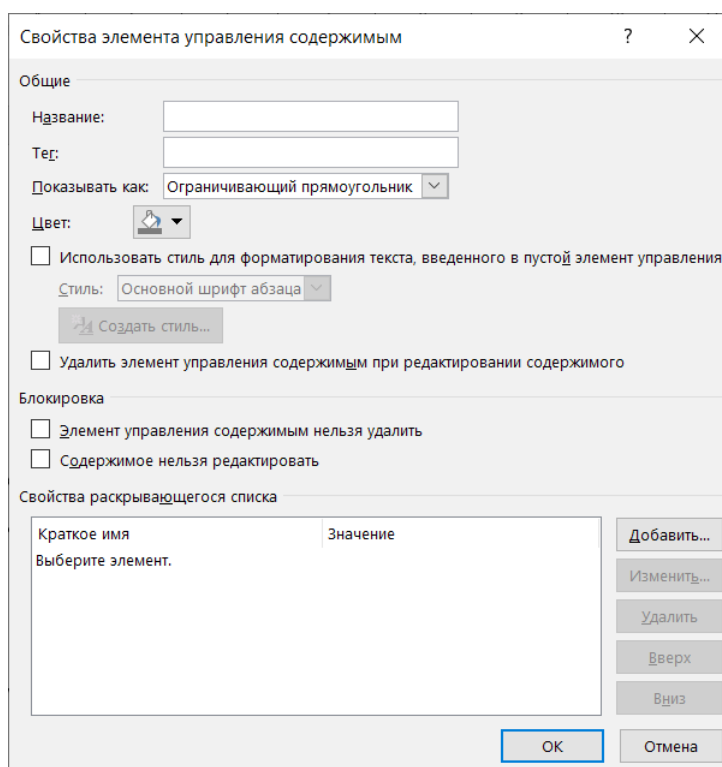 Свойства элемента управления содержимым ?
Общие
Название:
Тег:
Показывать как: Ограничивающий прямоугольник
Цвет:
Использовать стиль для форматирования текста, введенного в пустой элемент управления
Стиль: Основной шрифт абзаца
Создать стиль...
Удалить элемент управления содержимым при редактировании содержимого
Блокировка
Элемент управления содержимым нельзя удалить
Содержимое нельзя редактировать
Свойства раскрывающегося списка
Краткое имя Значение
Выберите элемент.
Добавить...
Изменить...
Удалить
Вверх
Вниз
ОК Отмена